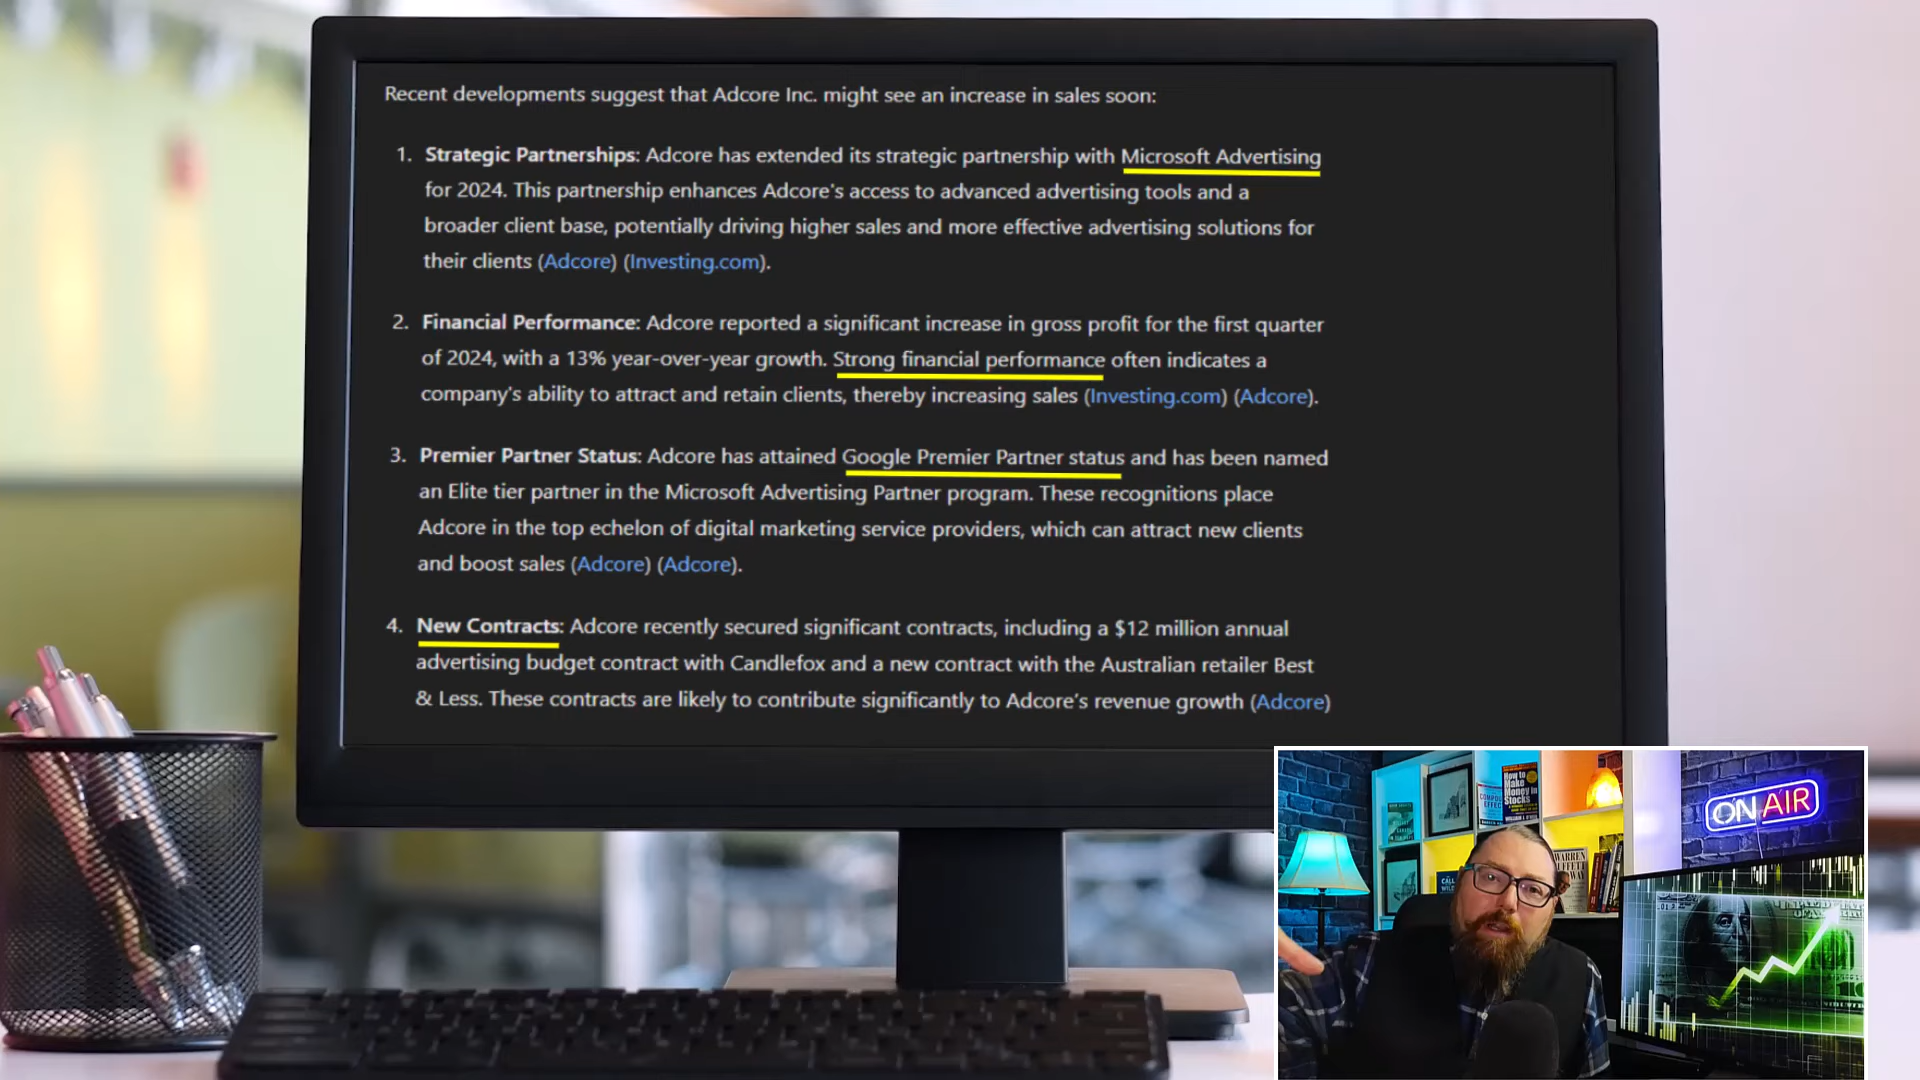 Recent developments suggest that Adcore Inc. might see an increase in sales soon:
1. Strategic Partnerships: Adcore has extended its strategic partnership with Microsoft Advertising
for 2024. This partnership enhances Adcore's access to advanced advertising tools and a
broader client base, potentially driving higher sales and more effective advertising solutions for
their clients (Adcore) (Investing.com).
2. Financial Performance: Adcore reported a significant increase in gross profit for the first quarter
of 2024, with a 13% year-over-year growth. Strong financial performance often indicates a
company's ability to attract and retain clients, thereby increasing sales (Investing.com) (Adcore).
3. Premier Partner Status: Adcore has attained Google Premier Partner status and has been named
an Elite tier partner in the Microsoft Advertising Partner program. These recognitions place
Adcore in the top echelon of digital marketing service providers, which can attract new clients
and boost sales (Adcore) (Adcore).
4. New Contracts: Adcore recently secured significant contracts, including a $12 million annual
advertising budget contract with Candlefox and a new contract with the Australian retailer Best
& Less. These contracts are likely to contribute significantly to Adcore's revenue growth (Adcore)
How to
Make
Money in
Stocks
ON AIR
WARREN
BUFFETT
WAY